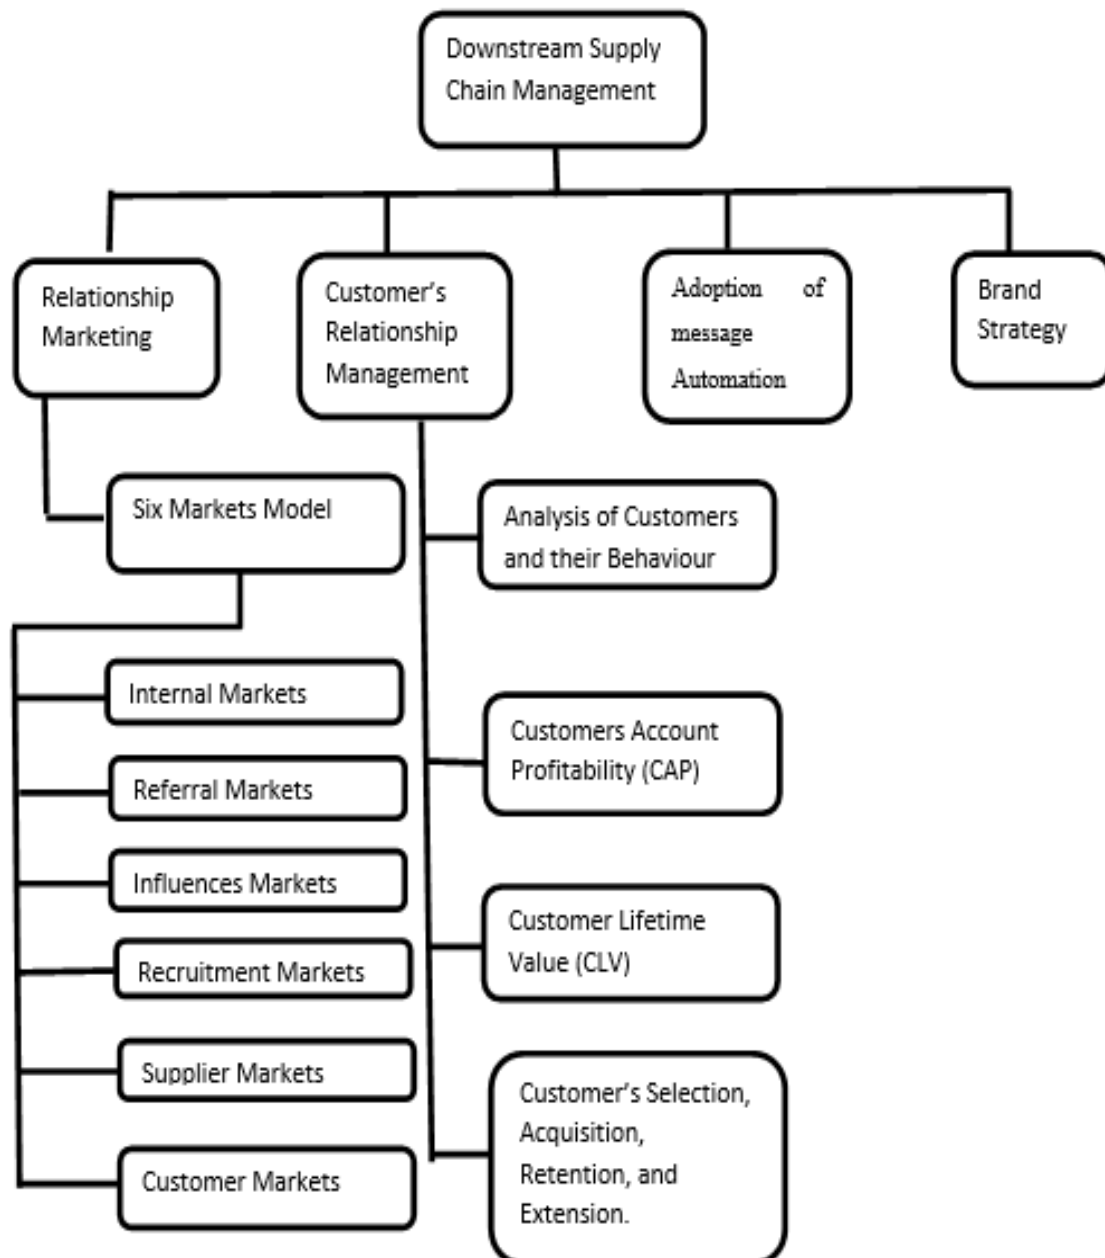 Downstream Supply
Chain Management
Relationship
Marketing
Customer's
Relationship
Management
Adoption of
message
Automation
Brand
Strategy
Six Markets Model
Internal Markets
Referral Markets
Influences Markets
Recruitment Markets
Supplier Markets
Customer Markets
Analysis of Customers
and their Behaviour
Customers Account
Profitability (CAP)
Customer Lifetime
Value (CLV)
Customer's Selection,
Acquisition,
Retention, and
Extension.